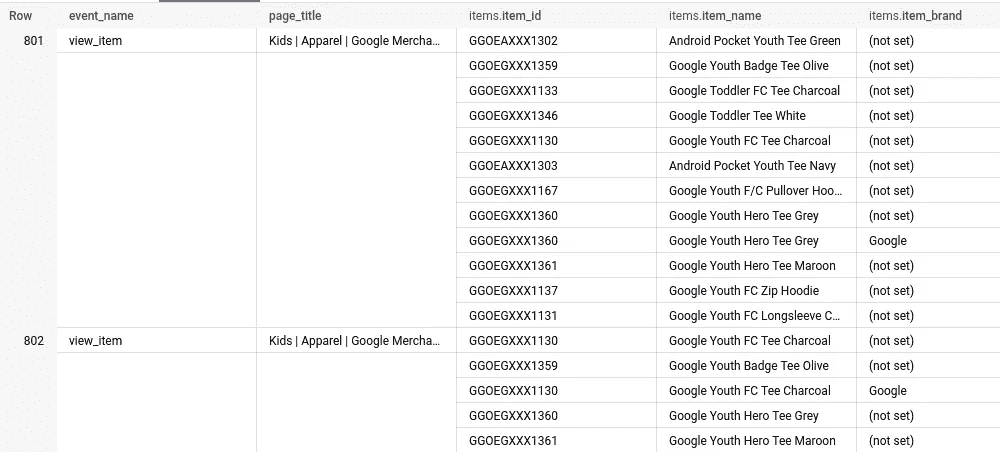 Row event_name page_title items.item_id items.item_name items.item_brand
801 view_item Kids | Apparel | Google Mercha... GGOEAXXX1302 Android Pocket Youth Tee Green (not set)
GGOEGXXX1359 Google Youth Badge Tee Olive (not set)
GGOEGXXX1133 Google Toddler FC Tee Charcoal (not set)
GGOEGXXX1346 Google Toddler Tee White (not set)
GGOEGXXX1130 Google Youth FC Tee Charcoal (not set)
GGOEAXXX1303 Android Pocket Youth Tee Navy (not set)
GGOEGXXX1167 Google Youth F/C Pullover Hoo... (not set)
GGOEGXXX1360 Google Youth Hero Tee Grey (not set)
GGOEGXXX1360 Google Youth Hero Tee Grey Google
GGOEGXXX1361 Google Youth Hero Tee Maroon (not set)
GGOEGXXX1137 Google Youth FC Zip Hoodie (not set)
GGOEGXXX1131 Google Youth FC Longsleeve C... (not set)
802 view_item Kids | Apparel | Google Mercha... GGOEGXXX1130 Google Youth FC Tee Charcoal (not set)
GGOEGXXX1359 Google Youth Badge Tee Olive (not set)
GGOEGXXX1130 Google Youth FC Tee Charcoal Google
GGOEGXXX1360 Google Youth Hero Tee Grey (not set)
GGOEGXXX1361 Google Youth Hero Tee Maroon (not set)